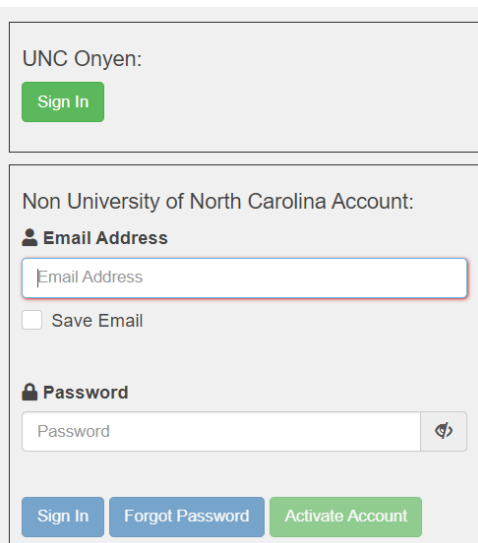 UNC Onyen:
Sign In
Non University of North Carolina Account:
Email Address
Email Address
Save Email
Password
Password
Sign In Forgot Password Activate Account